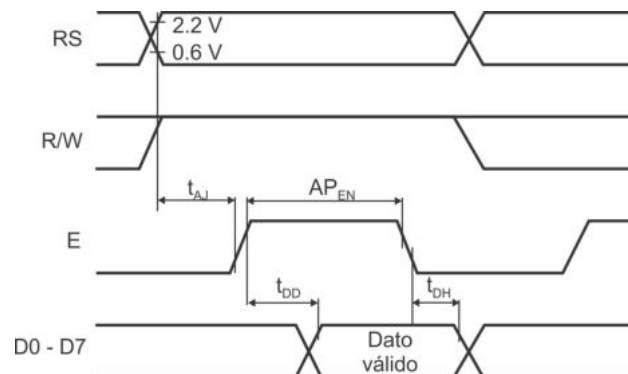 RS
2.2 V
0.6 V
R/W
t_AJ
AP_EN
E
t_DD
t_DH
D0 - D7
Dato
válido